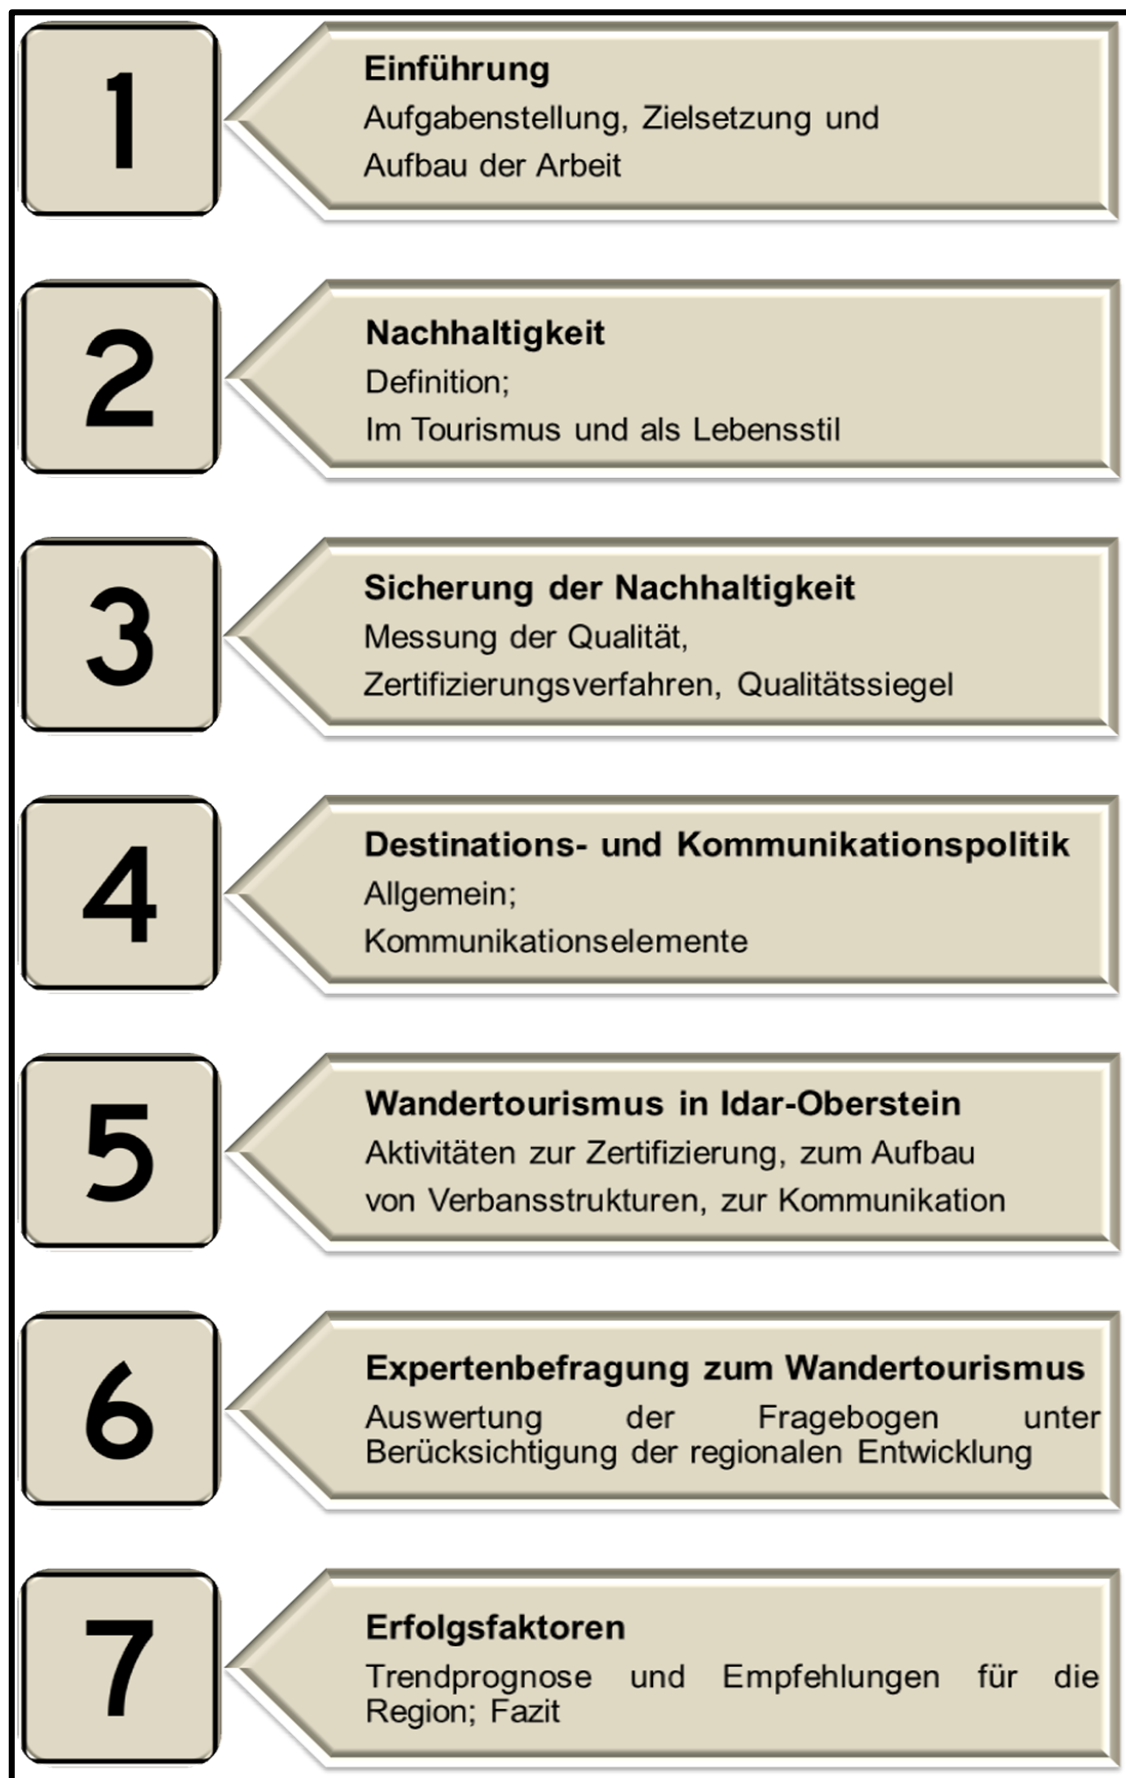 1
Einführung
Aufgabenstellung, Zielsetzung und
Aufbau der Arbeit
2
Nachhaltigkeit
Definition;
Im Tourismus und als Lebensstil
3
Sicherung der Nachhaltigkeit
Messung der Qualität,
Zertifizierungsverfahren, Qualitätssiegel
4
Destinations- und Kommunikationspolitik
Allgemein;
Kommunikationselemente
5
Wandertourismus in Idar-Oberstein
Aktivitäten zur Zertifizierung, zum Aufbau
von Verbansstrukturen, zur Kommunikation
6
Expertenbefragung zum Wandertourismus
Auswertung der Fragebogen unter
Berücksichtigung der regionalen Entwicklung
7
Erfolgsfaktoren
Trendprognose und Empfehlungen für die
Region; Fazit